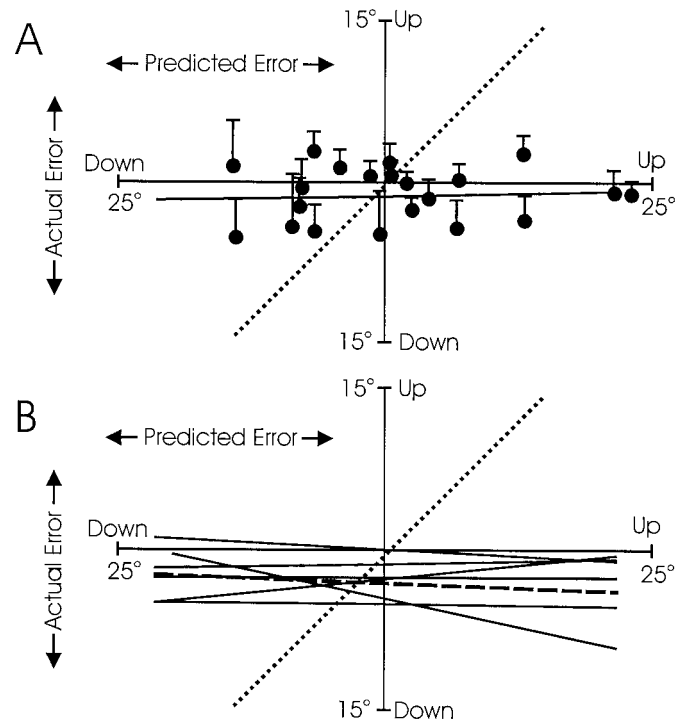 A
15° Up
Predicted Error
Actual Error
Down
Up
25°
25°
15° Down
B
15° Up
Predicted Error
Actual Error
Down
Up
25°
25°
15° Down